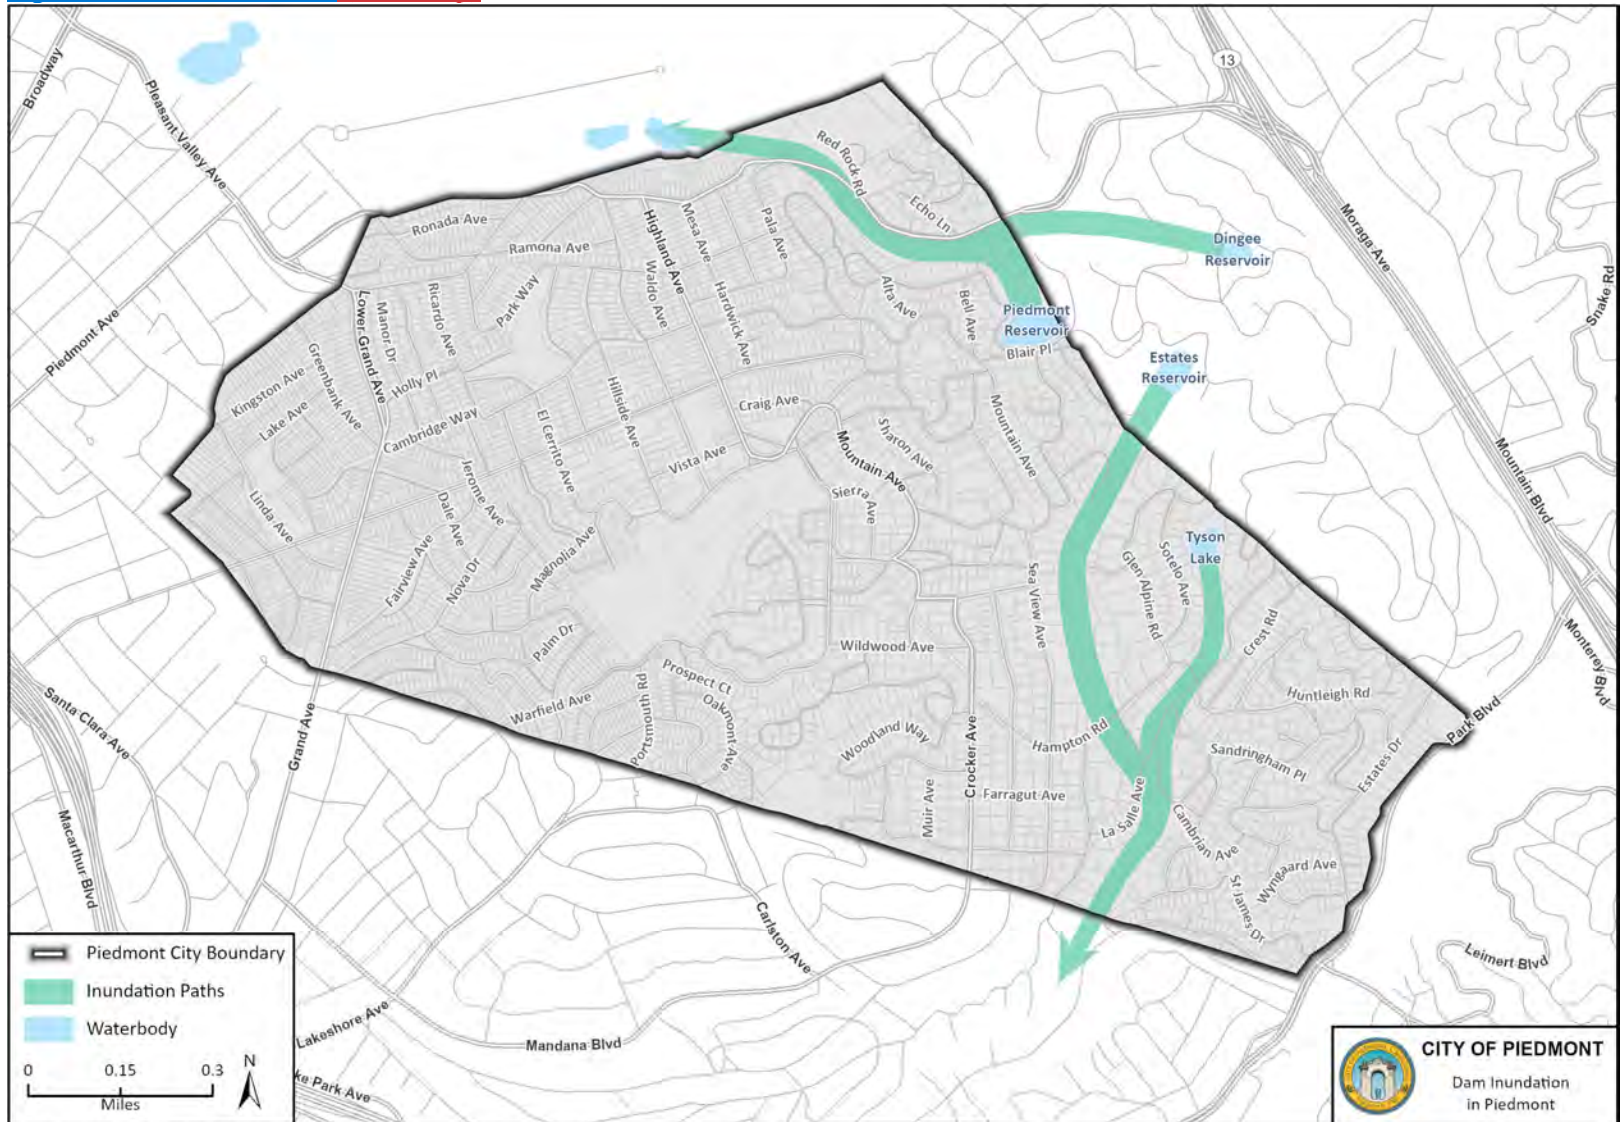 Broadway
Pleasant Valley Ave
13
Red Rock Rd
Echo Ln
Moraga Ave
Snake Rd
Ronada Ave
Highland Ave
Mesa Ave
Pala Ave
Dingee
Reservoir
Ramona Ave
Waldo Ave
Hardwick Ave
Alta Ave
Bell Ave
Piedmont
Reservoir
Blair Pl
Park Way
Ricardo Ave
Manor Dr
Lower Grand Ave
Piedmont Ave
Estates
Reservoir
Kingston Ave
Greenbank Ave
Lake Ave
Holly Pl
Cambridge Way
El Cerrito Ave
Hillside Ave
Craig Ave
Vista Ave
Mountain Ave
Sharon Ave
Mountain Ave
Sierra Ave
Mountain Blvd
Linda Ave
Jerome Ave
Dale Ave
Fairview Ave
Nova Dr
Magnolia Ave
Tyson
Lake
Sotelo Ave
Glen Alpine Rd
Sea View Ave
Crest Rd
Monterey Blvd
Palm Dr
Wildwood Ave
Prospect Ct
Oakmont Ave
Portsmouth Rd
Warfield Ave
Huntleigh Rd
Park Blvd
Santa Clara Ave
Grand Ave
Woodland Way
Crocker Ave
Hampton Rd
Sandringham Pl
Estates Dr
Muir Ave
Farragut Ave
La Salle Ave
Cambrian Ave
Wyngaard Ave
St James Dr
Macarthur Blvd
Carlston Ave
Leimert Blvd
Lakeshore Ave
Mandana Blvd
ke Park Ave
Piedmont City Boundary
Inundation Paths
Waterbody
0 0.15 0.3
Miles
N
CITY OF PIEDMONT
Dam Inundation
in Piedmont